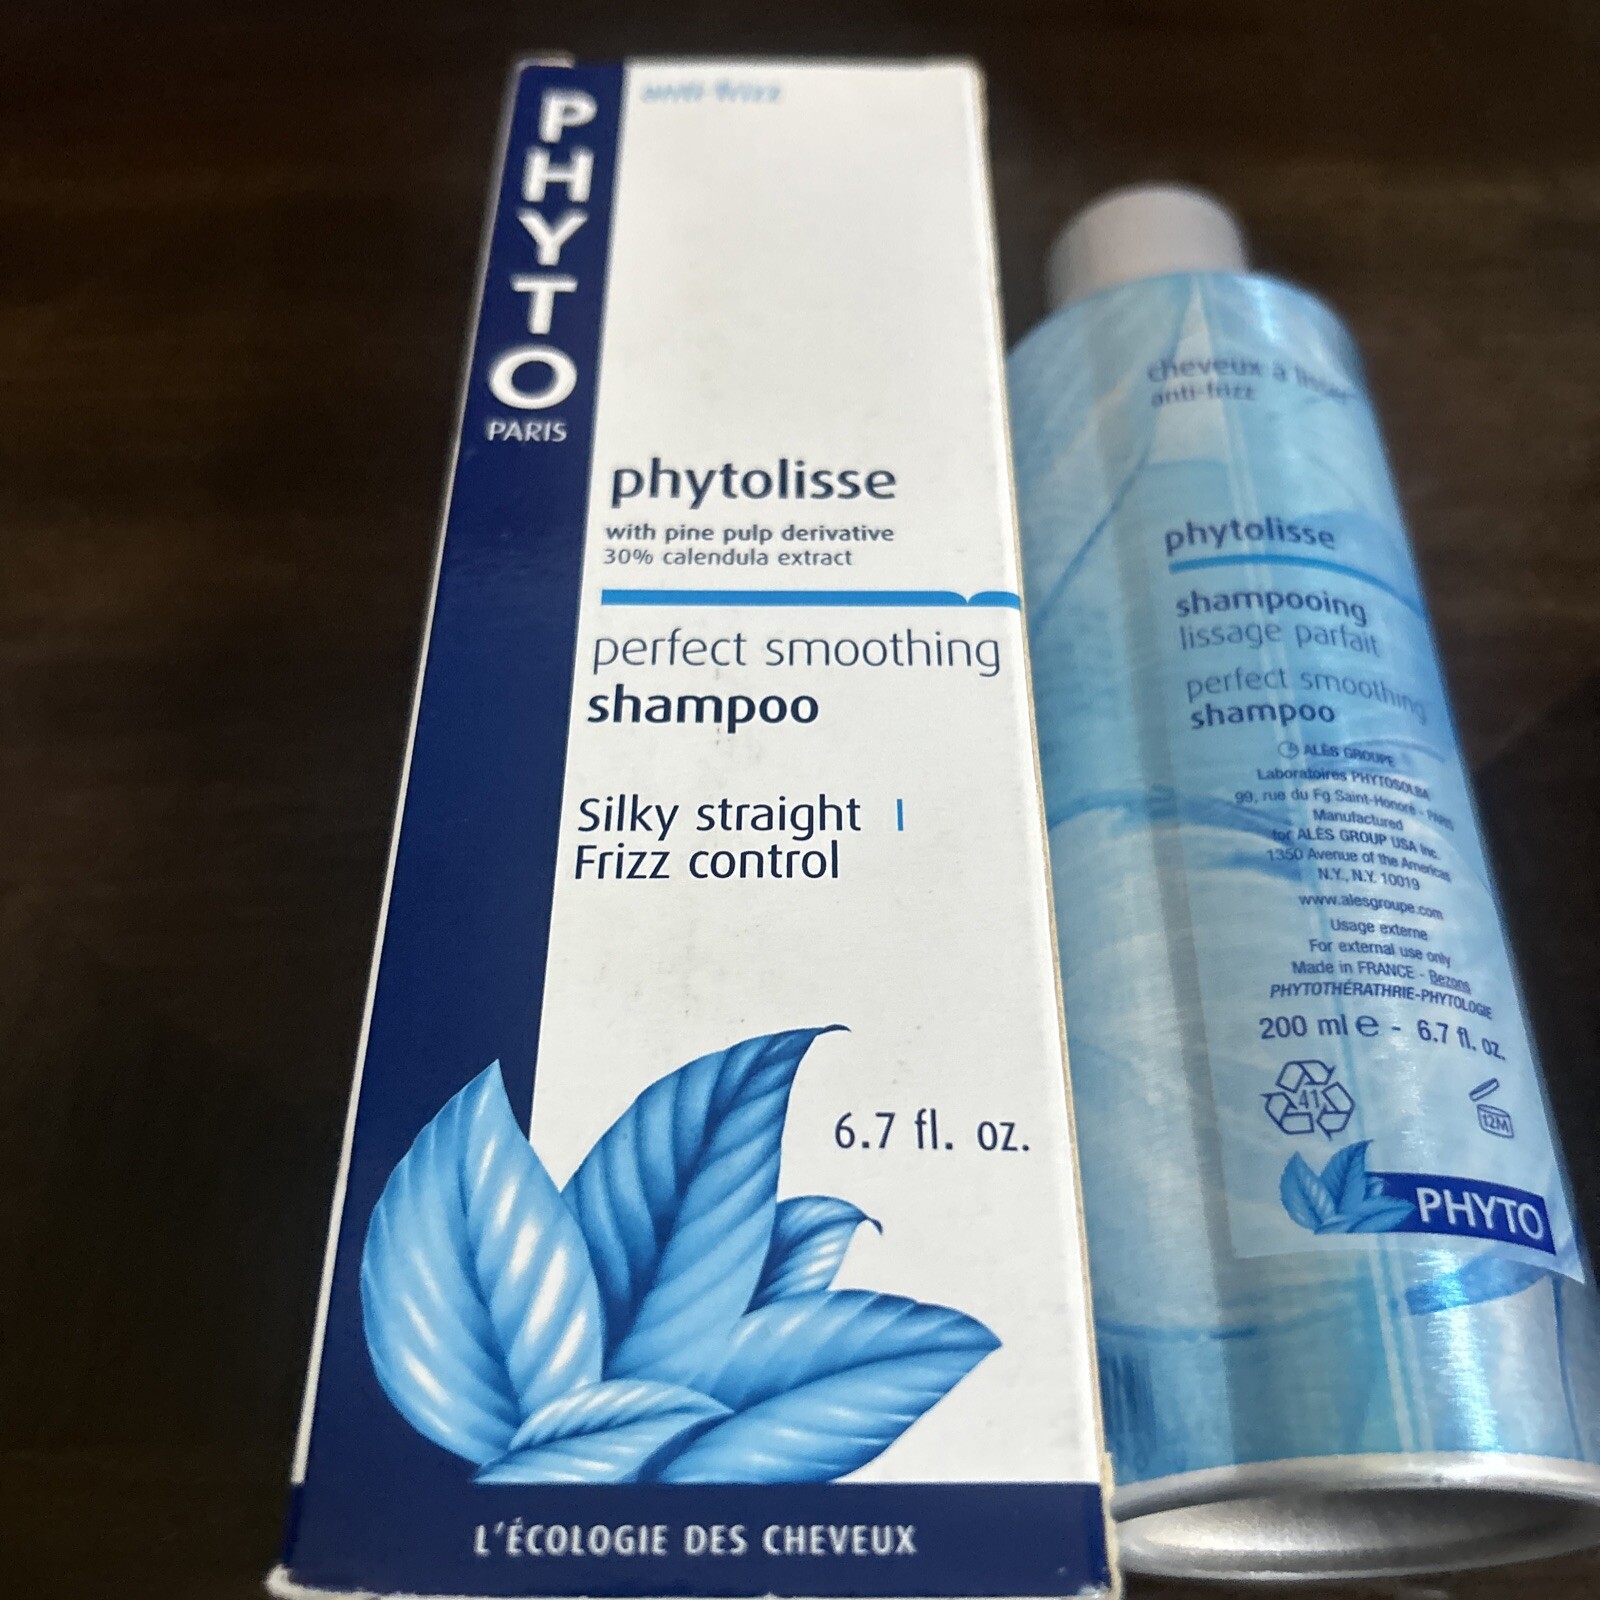 anti-frizz
PHYTO
PARIS
phytolisse
with pine pulp derivative
30% calendula extract
perfect smoothing
shampoo
Silky straight |
Frizz control
6.7 fl. oz.
L'ÉCOLOGIE DES CHEVEUX
cheveux à lisser
anti-frizz
phytolisse
shampooing
lissage parfait
perfect smoothing
shampoo
ALÈS GROUPE
Laboratoires PHYTOSOLBA
99, rue du Fg Saint-Honoré - PARIS
Manufactured
for ALÈS GROUP USA Inc.
1350 Avenue of the Americas
N.Y., N.Y. 10019
www.alesgroupe.com
Usage externe
For external use only
Made in FRANCE - Bezons
PHYTOTHÉRATHRIE-PHYTOLOGIE
200 ml e - 6.7 fl. oz.
41
12M
PHYTO